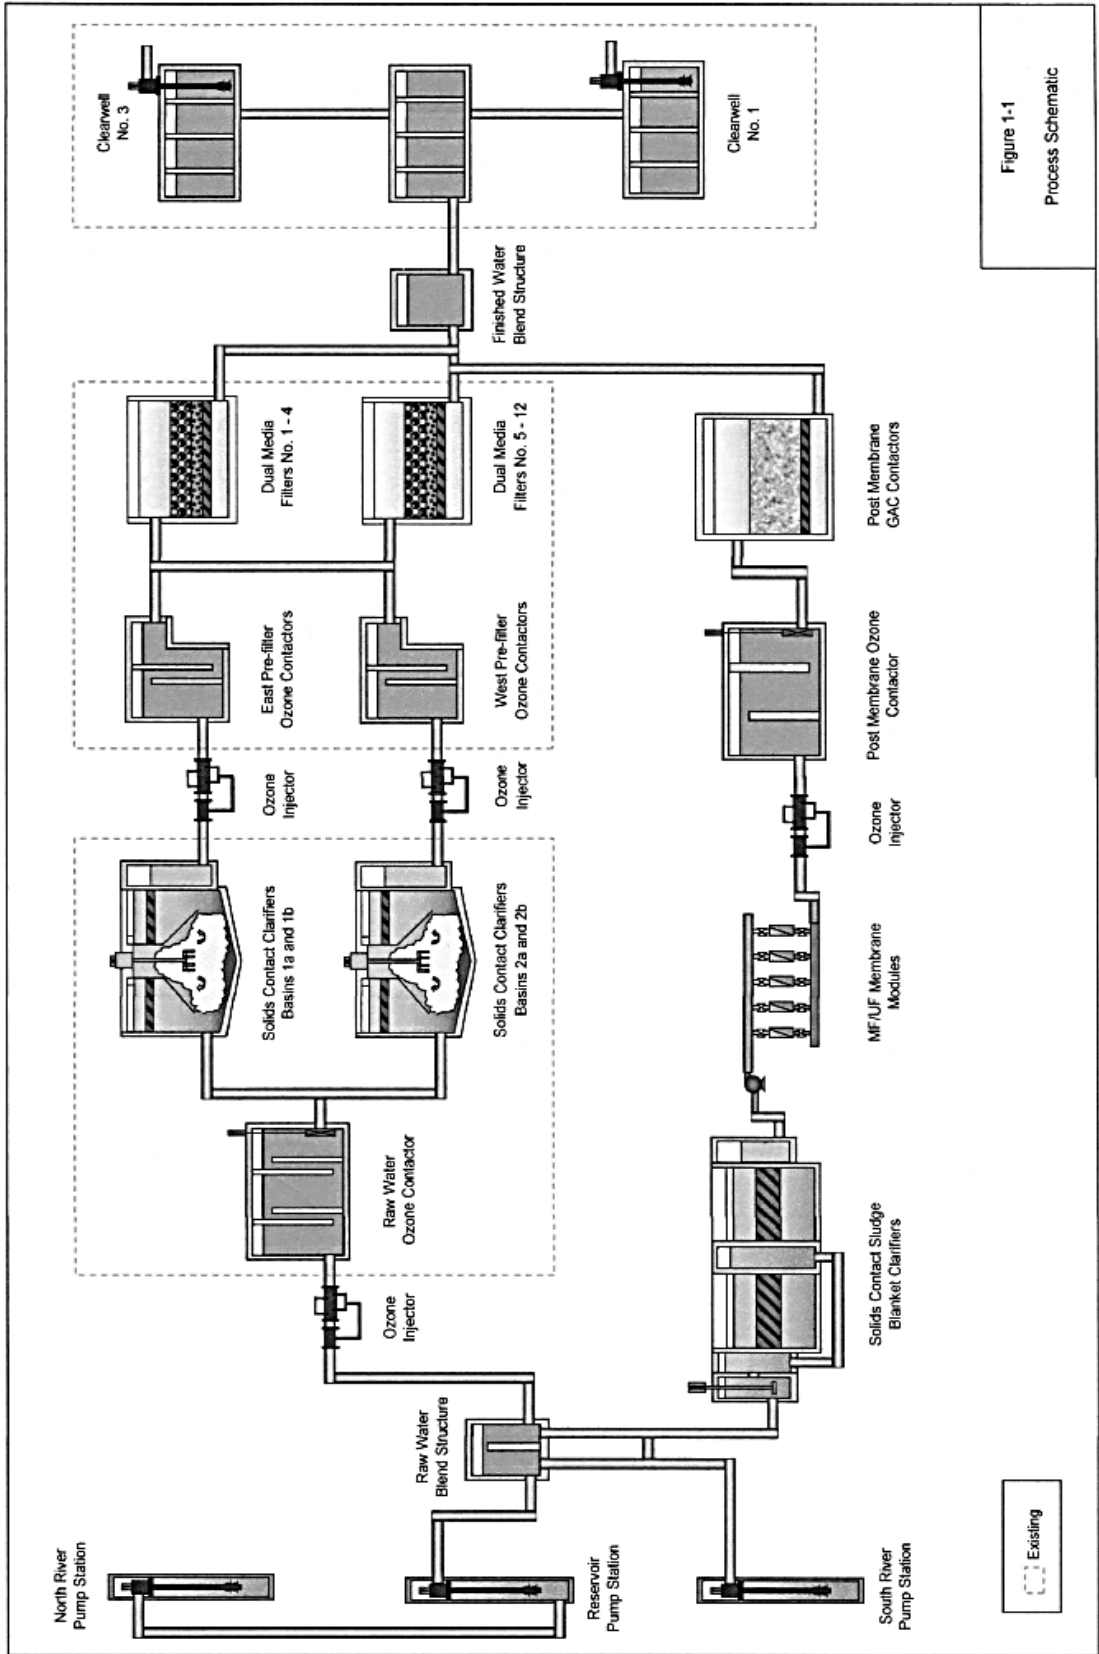 North River
Pump Station
Reservoir
Pump Station
South River
Pump Station
Raw Water
Blend Structure
Ozone
Injector
Raw Water
Ozone Contactor
Solids Contact Clarifiers
Basins 1a and 1b
Solids Contact Clarifiers
Basins 2a and 2b
Ozone
Injector
Ozone
Injector
East Pre-filter
Ozone Contactors
West Pre-filter
Ozone Contactors
Dual Media
Filters No. 1 - 4
Dual Media
Filters No. 5 - 12
Finished Water
Blend Structure
Clearwell
No. 3
Clearwell
No. 1
Solids Contact Sludge
Blanket Clarifiers
MF/UF Membrane
Modules
Ozone
Injector
Post Membrane Ozone
Contactor
Post Membrane
GAC Contactors
Existing
Figure 1-1
Process Schematic